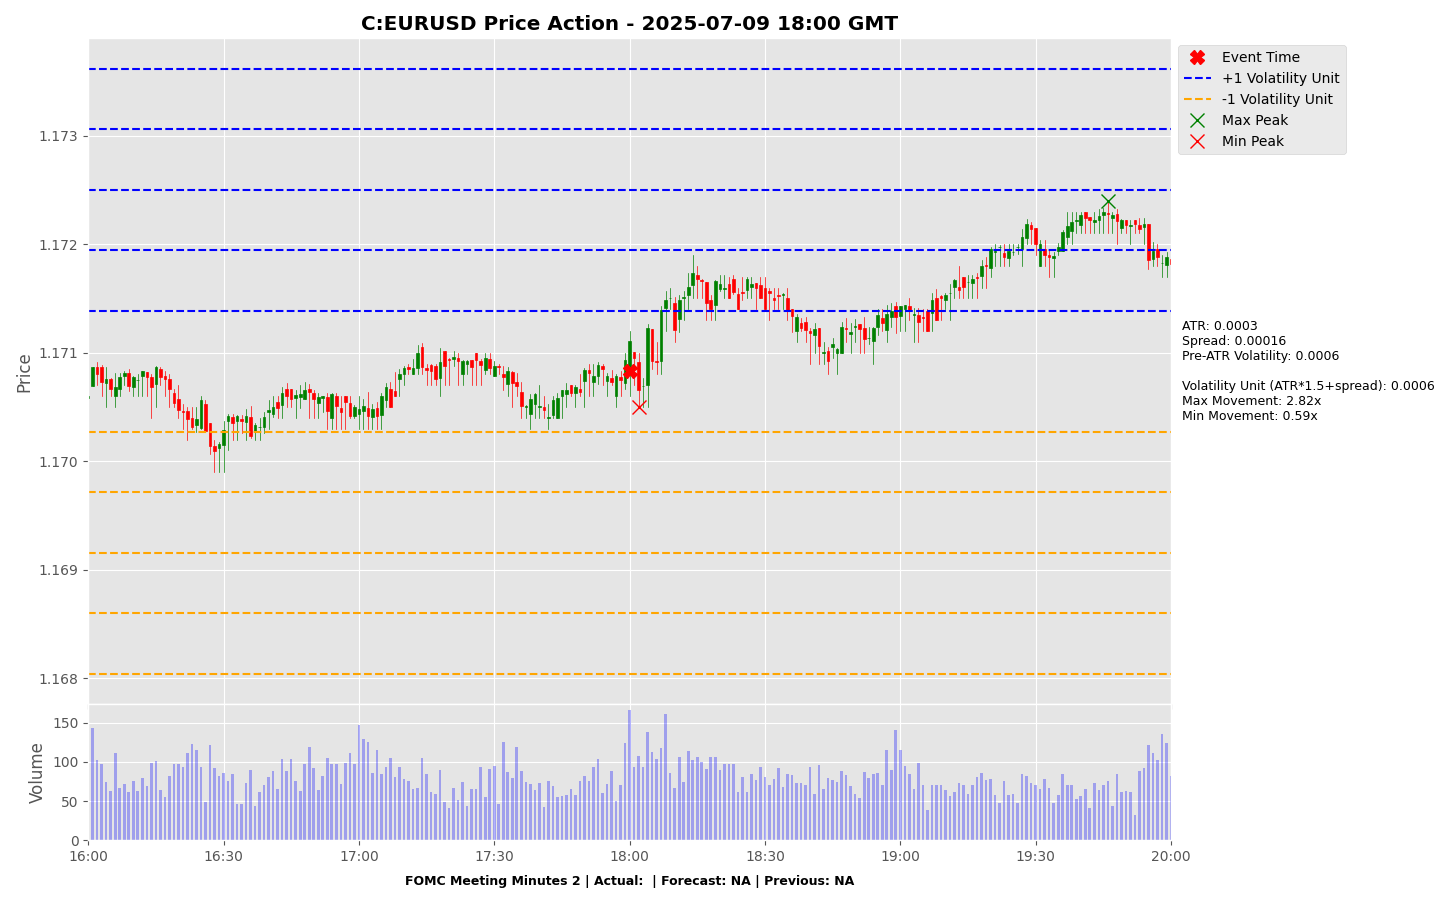 C:EURUSD Price Action - 2025-07-09 18:00 GMT
Event Time
+1 Volatility Unit
-1 Volatility Unit
Max Peak
Min Peak
Price
1.173
1.172
1.171
1.170
1.169
1.168
ATR: 0.0003
Spread: 0.00016
Pre-ATR Volatility: 0.0006
Volatility Unit (ATR*1.5+spread): 0.0006
Max Movement: 2.82x
Min Movement: 0.59x
Volume
150
100
50
0
16:00 16:30 17:00 17:30 18:00 18:30 19:00 19:30 20:00
FOMC Meeting Minutes 2 | Actual:  | Forecast: NA | Previous: NA